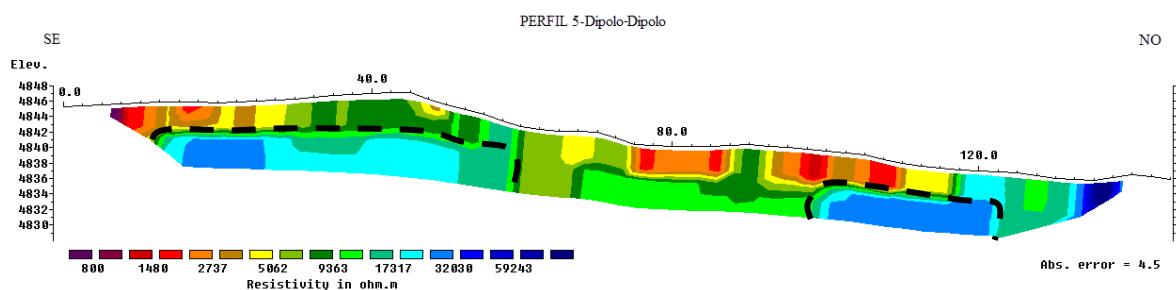 PERFIL 5-Dipolo-Dipolo
SE
NO
Elev.
0.0
40.0
80.0
120.0
4848
4846
4844
4842
4840
4838
4836
4834
4832
4830
800 1480 2737 5062 9363 17317 32030 59243
Resistivity in ohm.m
Abs. error = 4.5